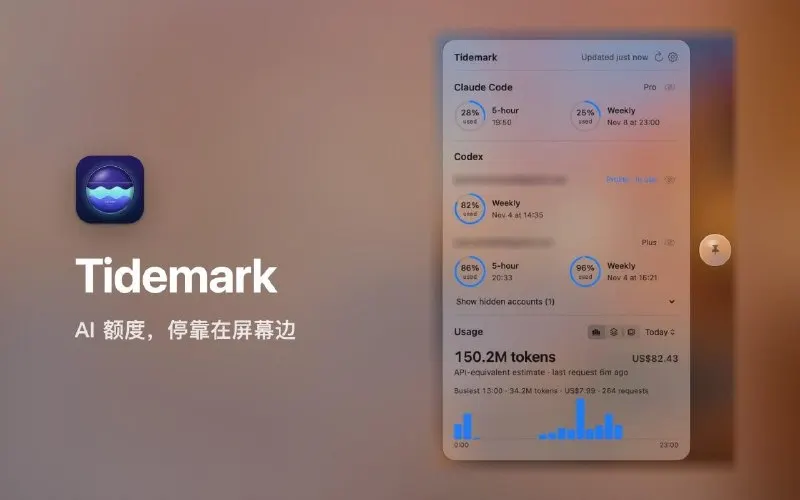 Tidemark
AI 额度，停靠在屏幕边
Tidemark
Updated just now
Claude Code
Pro
28% used
5-hour
19:50
25% used
Weekly
Nov 8 at 23:00
Codex
82% used
Weekly
Nov 4 at 14:35
Plus
86% used
5-hour
20:33
96% used
Weekly
Nov 4 at 16:21
Show hidden accounts (1)
Usage
Today
150.2M tokens
US$82.43
API-equivalent estimate · last request 6m ago
Busiest 13:00 · 34.2M tokens · US$7.99 · 264 requests
0:00
23:00